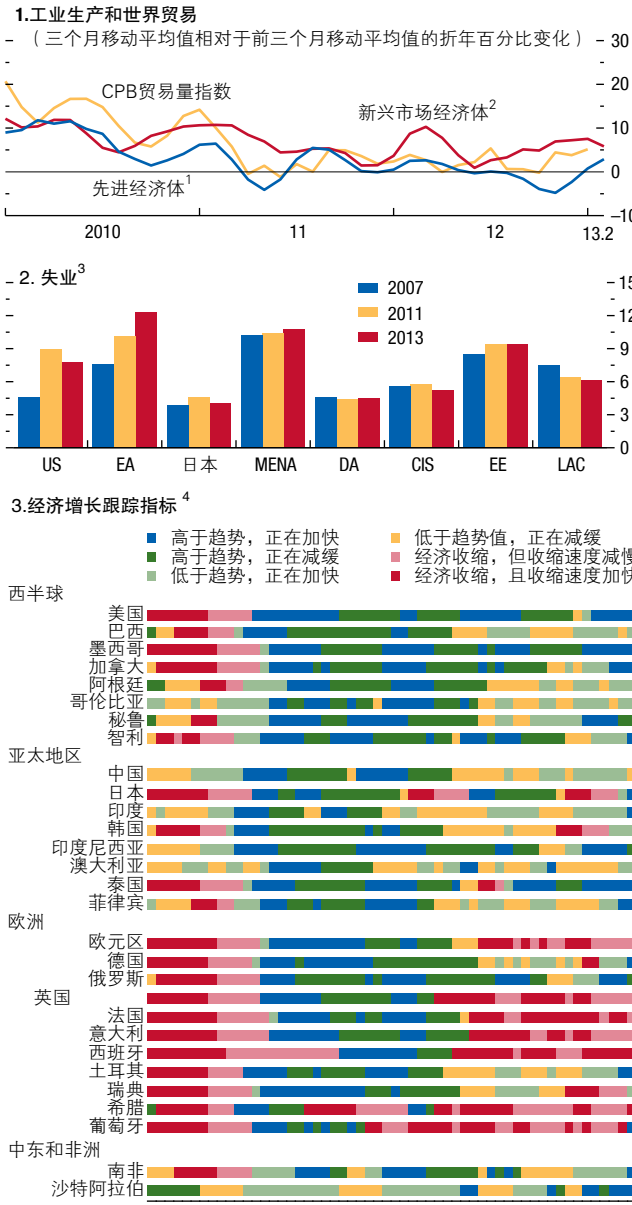 1.工业生产和世界贸易
（三个月移动平均值相对于前三个月移动平均值的折年百分比变化）
30
20
10
0
−10
CPB贸易量指数
新兴市场经济体2
先进经济体1
2010
11
12
13.2
2. 失业3
2007
2011
2013
15
12
9
6
3
0
US
EA
日本
MENA
DA
CIS
EE
LAC
3.经济增长跟踪指标 4
高于趋势，正在加快
低于趋势值，正在减缓
高于趋势，正在减缓
经济收缩，但收缩速度减慢
低于趋势，正在加快
经济收缩，且收缩速度加快
西半球
美国
巴西
墨西哥
加拿大
阿根廷
哥伦比亚
秘鲁
智利
亚太地区
中国
日本
印度
韩国
印度尼西亚
澳大利亚
泰国
菲律宾
欧洲
欧元区
德国
俄罗斯
英国
法国
意大利
西班牙
土耳其
瑞典
希腊
葡萄牙
中东和非洲
南非
沙特阿拉伯